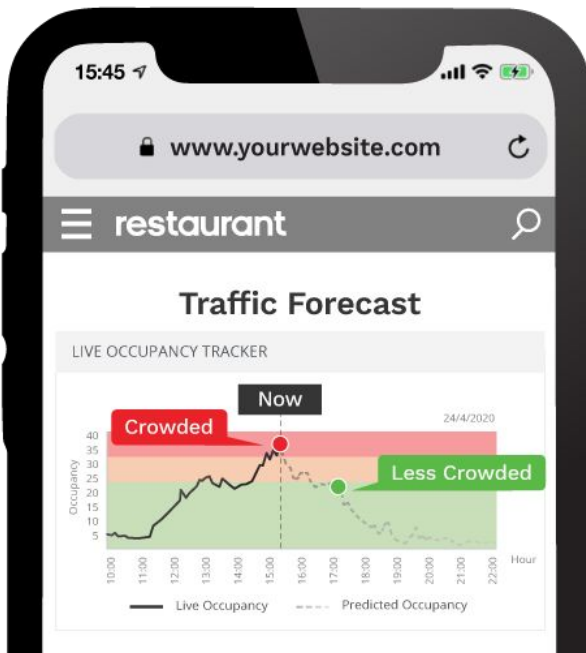 15:45
www.yourwebsite.com
restaurant
Traffic Forecast
LIVE OCCUPANCY TRACKER
Now
24/4/2020
Crowded
Less Crowded
Occupancy
40
35
30
25
20
15
10
5
10:00 11:00 12:00 13:00 14:00 15:00 16:00 17:00 18:00 19:00 20:00 21:00 22:00 Hour
Live Occupancy Predicted Occupancy